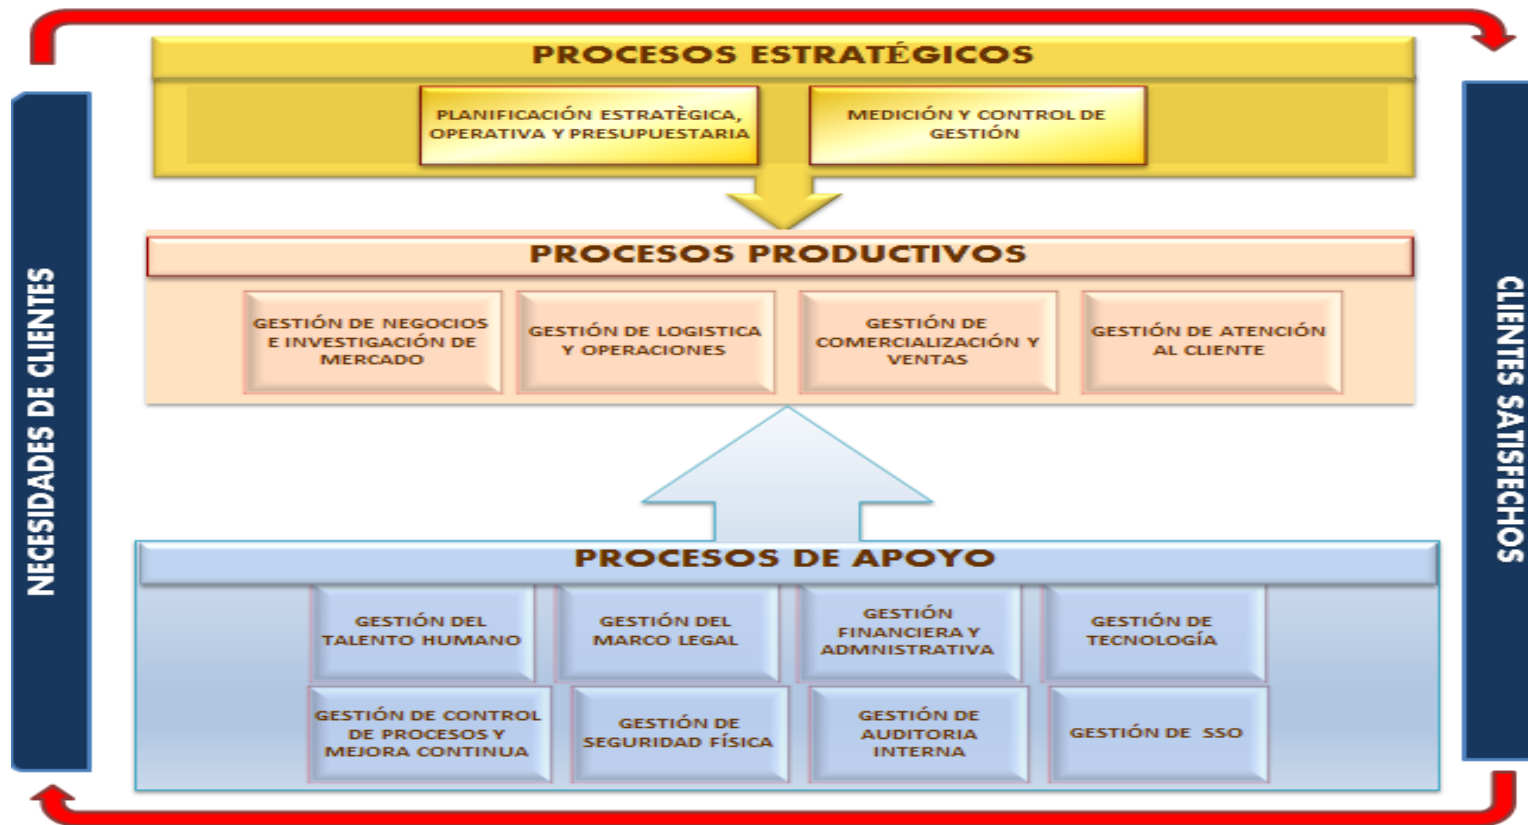 PROCESOS ESTRATÉGICOS
PLANIFICACIÓN ESTRATÈGICA,
OPERATIVA Y PRESUPUESTARIA
MEDICIÓN Y CONTROL DE
GESTIÓN
NECESIDADES DE CLIENTES
PROCESOS PRODUCTIVOS
GESTIÓN DE NEGOCIOS
E INVESTIGACIÓN DE
MERCADO
GESTIÓN DE LOGISTICA
Y OPERACIONES
GESTIÓN DE
COMERCIALIZACIÓN Y
VENTAS
GESTIÓN DE ATENCIÓN
AL CLIENTE
CLIENTES SATISFECHOS
PROCESOS DE APOYO
GESTIÓN DEL
TALENTO HUMANO
GESTIÓN DEL
MARCO LEGAL
GESTIÓN
FINANCIERA Y
ADMNISTRATIVA
GESTIÓN DE
TECNOLOGÍA
GESTIÓN DE CONTROL
DE PROCESOS Y
MEJORA CONTINUA
GESTIÓN DE
SEGURIDAD FÍSICA
GESTIÓN DE
AUDITORIA
INTERNA
GESTIÓN DE SSO